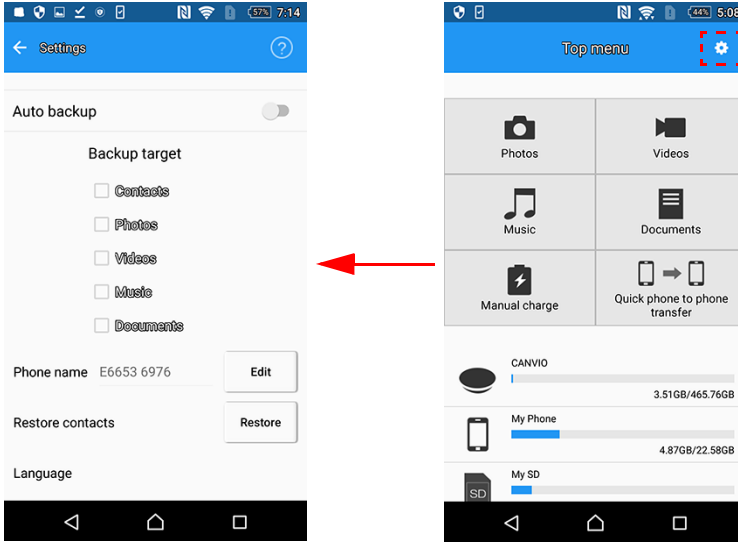 57% 7:14
Settings
?
Auto backup
Backup target
Contacts
Photos
Videos
Music
Documents
Phone name E6653 6976 Edit
Restore contacts Restore
Language
44% 5:08
Top menu
Photos Videos
Music Documents
Manual charge Quick phone to phone
transfer
CANVIO
3.51GB/465.76GB
My Phone
4.87GB/22.58GB
My SD
SD